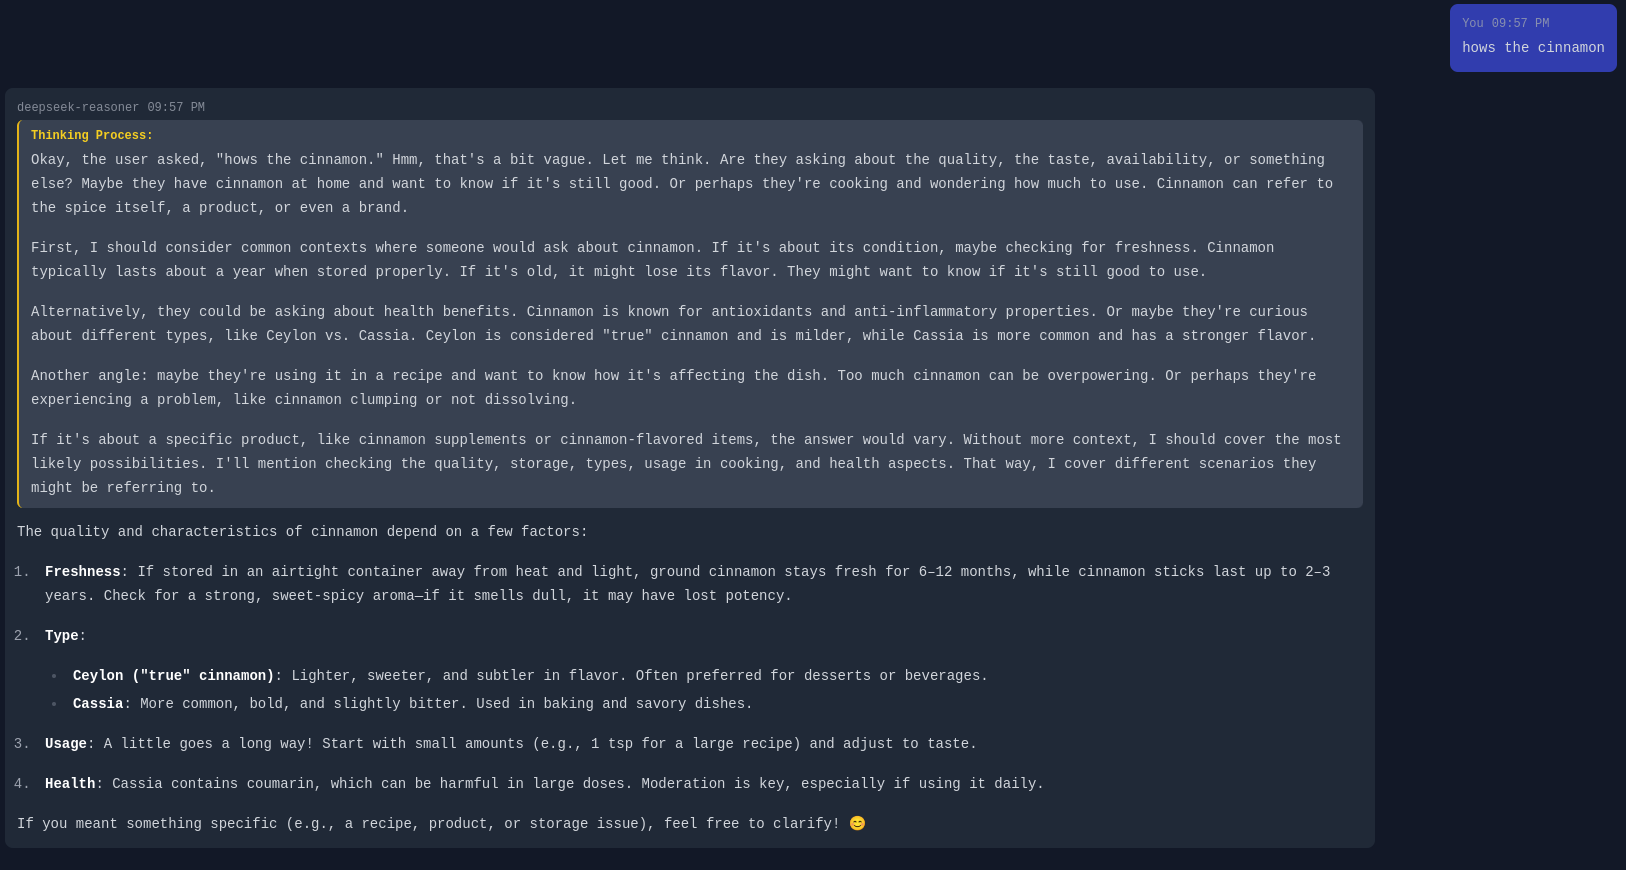 You 09:57 PM
hows the cinnamon
deepseek-reasoner 09:57 PM
Thinking Process:
Okay, the user asked, "hows the cinnamon." Hmm, that's a bit vague. Let me think. Are they asking about the quality, the taste, availability, or something
else? Maybe they have cinnamon at home and want to know if it's still good. Or perhaps they're cooking and wondering how much to use. Cinnamon can refer to
the spice itself, a product, or even a brand.
First, I should consider common contexts where someone would ask about cinnamon. If it's about its condition, maybe checking for freshness. Cinnamon
typically lasts about a year when stored properly. If it's old, it might lose its flavor. They might want to know if it's still good to use.
Alternatively, they could be asking about health benefits. Cinnamon is known for antioxidants and anti-inflammatory properties. Or maybe they're curious
about different types, like Ceylon vs. Cassia. Ceylon is considered "true" cinnamon and is milder, while Cassia is more common and has a stronger flavor.
Another angle: maybe they're using it in a recipe and want to know how it's affecting the dish. Too much cinnamon can be overpowering. Or perhaps they're
experiencing a problem, like cinnamon clumping or not dissolving.
If it's about a specific product, like cinnamon supplements or cinnamon-flavored items, the answer would vary. Without more context, I should cover the most
likely possibilities. I'll mention checking the quality, storage, types, usage in cooking, and health aspects. That way, I cover different scenarios they
might be referring to.
The quality and characteristics of cinnamon depend on a few factors:
1. Freshness: If stored in an airtight container away from heat and light, ground cinnamon stays fresh for 6–12 months, while cinnamon sticks last up to 2–3
years. Check for a strong, sweet-spicy aroma—if it smells dull, it may have lost potency.
2. Type:
• Ceylon ("true" cinnamon): Lighter, sweeter, and subtler in flavor. Often preferred for desserts or beverages.
• Cassia: More common, bold, and slightly bitter. Used in baking and savory dishes.
3. Usage: A little goes a long way! Start with small amounts (e.g., 1 tsp for a large recipe) and adjust to taste.
4. Health: Cassia contains coumarin, which can be harmful in large doses. Moderation is key, especially if using it daily.
If you meant something specific (e.g., a recipe, product, or storage issue), feel free to clarify! 😊